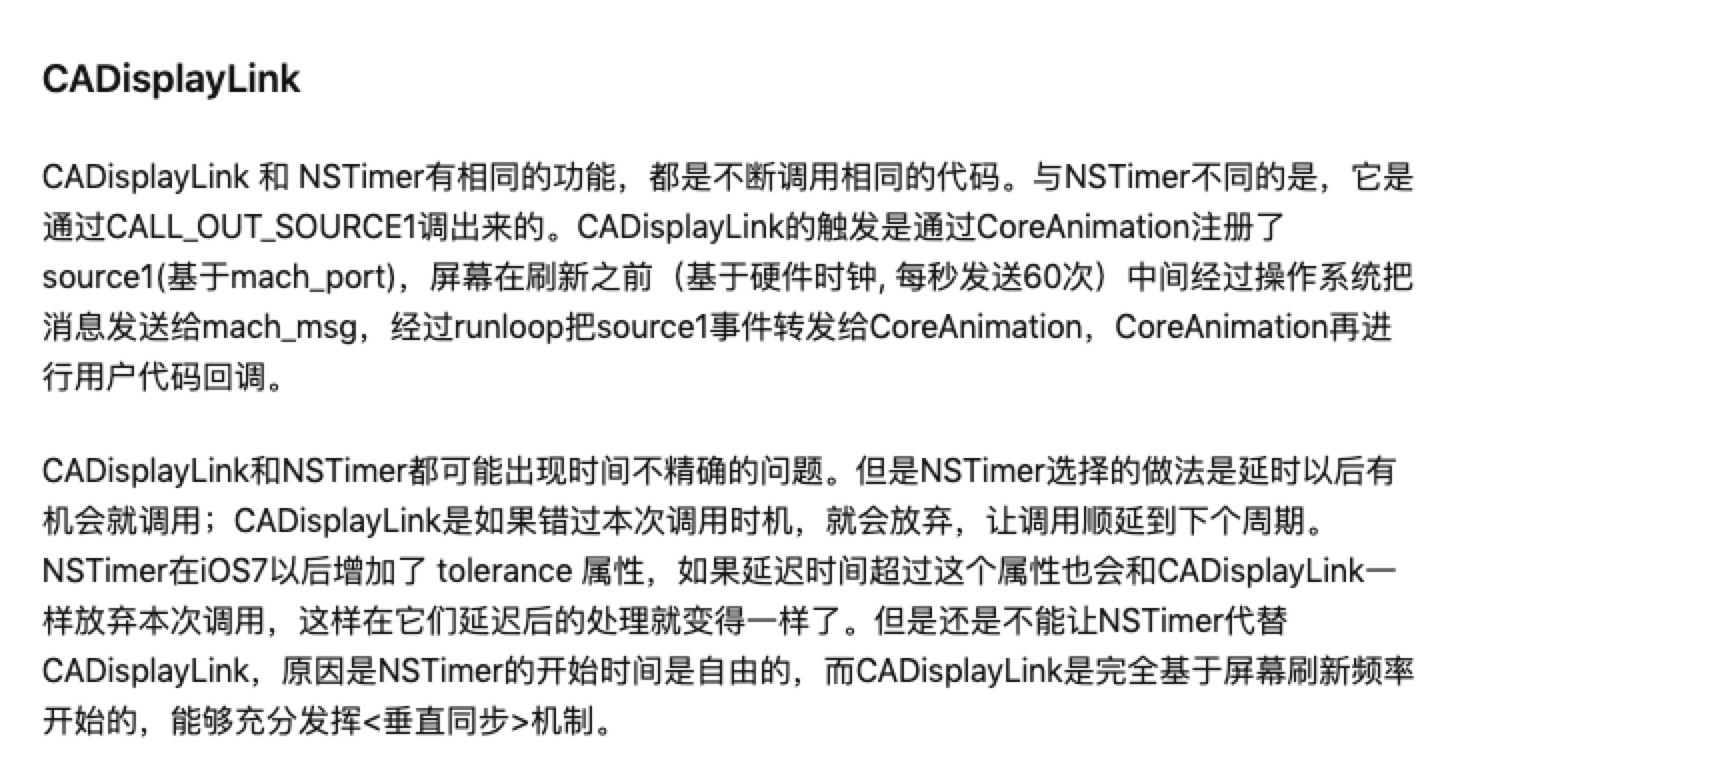 CADisplayLink
CADisplayLink 和 NSTimer有相同的功能，都是不断调用相同的代码。与NSTimer不同的是，它是
通过CALL_OUT_SOURCE1调出来的。CADisplayLink的触发是通过CoreAnimation注册了
source1(基于mach_port)，屏幕在刷新之前（基于硬件时钟, 每秒发送60次）中间经过操作系统把
消息发送给mach_msg，经过runloop把source1事件转发给CoreAnimation，CoreAnimation再进
行用户代码回调。
CADisplayLink和NSTimer都可能出现时间不精确的问题。但是NSTimer选择的做法是延时以后有
机会就调用；CADisplayLink是如果错过本次调用时机，就会放弃，让调用顺延到下个周期。
NSTimer在iOS7以后增加了 tolerance 属性，如果延迟时间超过这个属性也会和CADisplayLink一
样放弃本次调用，这样在它们延迟后的处理就变得一样了。但是还是不能让NSTimer代替
CADisplayLink，原因是NSTimer的开始时间是自由的，而CADisplayLink是完全基于屏幕刷新频率
开始的，能够充分发挥<垂直同步>机制。